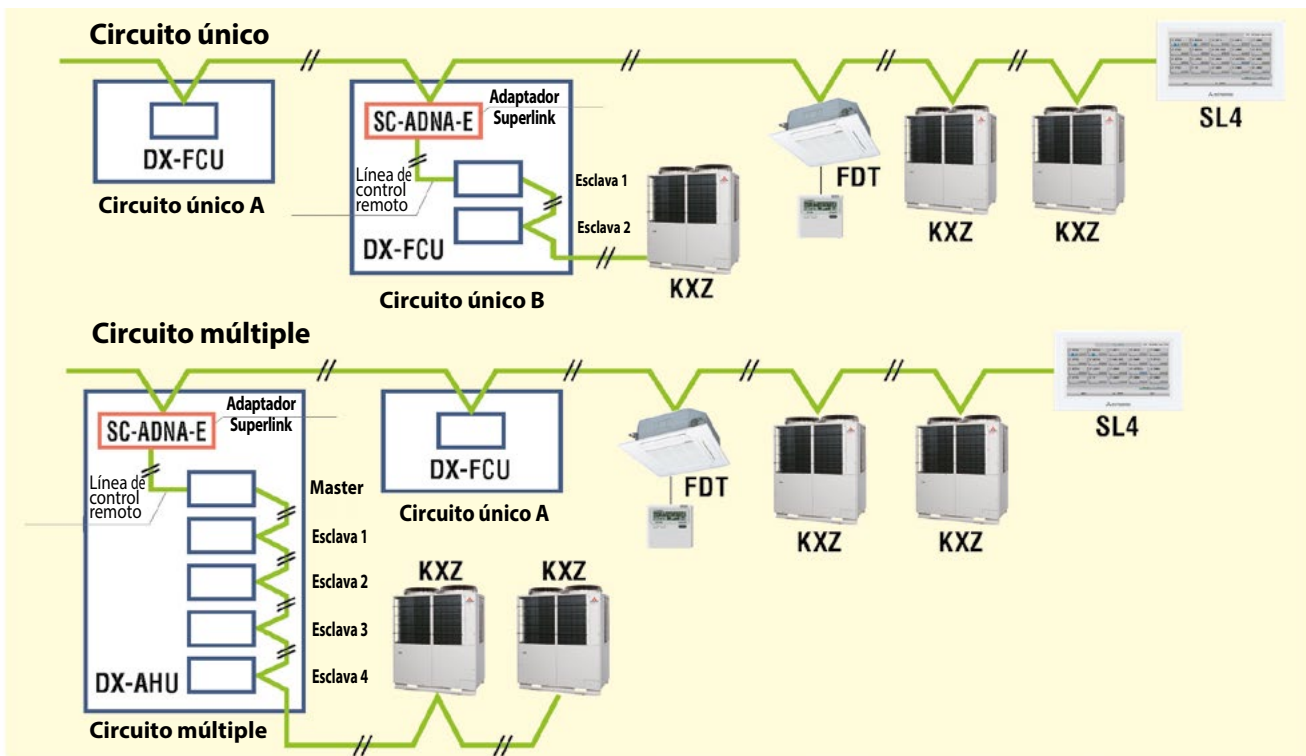 Circuito único
Adaptador
Superlink
SC-ADNA-E
DX-FCU
Línea de
control
remoto
Esclava 1
Esclava 2
Circuito único A
DX-FCU
Circuito único B
KXZ
FDT
KXZ
KXZ
SL4
Circuito múltiple
Adaptador
Superlink
SC-ADNA-E
Línea de
control
remoto
Master
Esclava 1
Esclava 2
Esclava 3
Esclava 4
DX-AHU
Circuito múltiple
DX-FCU
Circuito único A
KXZ
KXZ
FDT
KXZ
KXZ
SL4